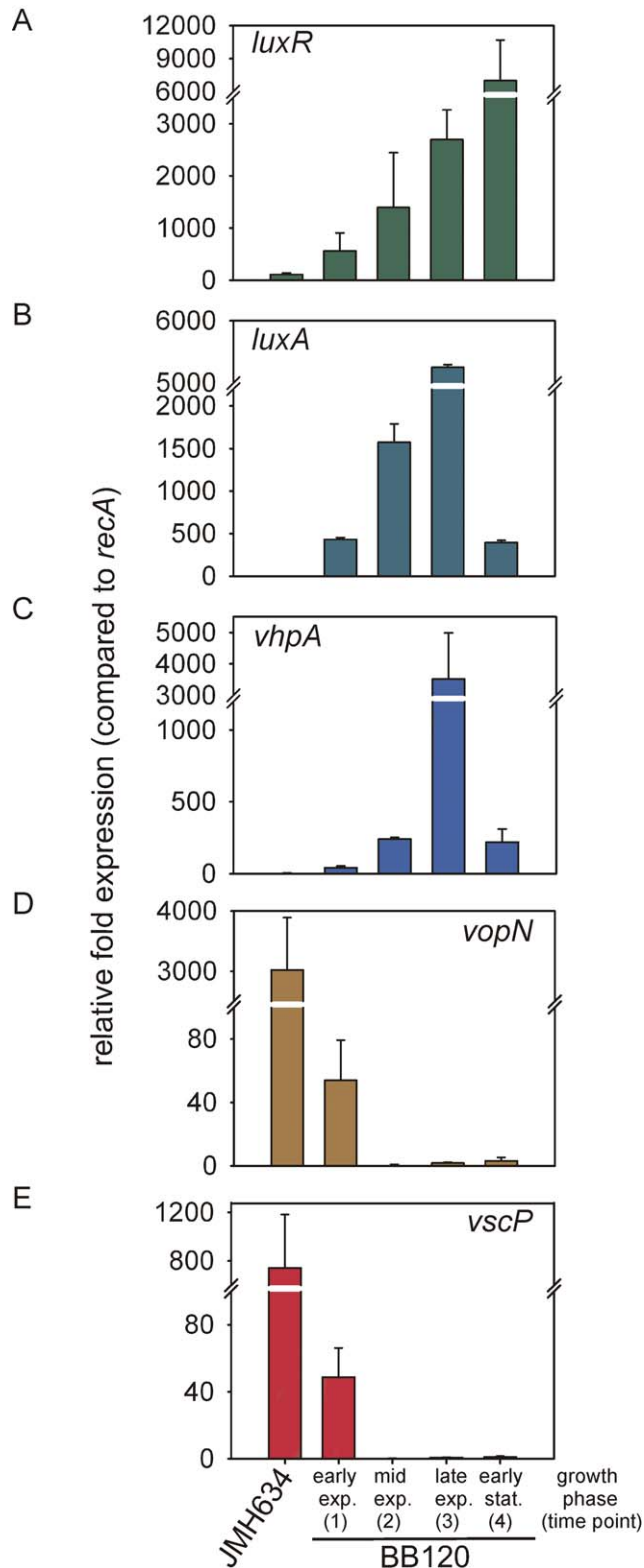 A
luxR
12000
9000
6000
3000
2000
1000
0
B
luxA
6000
5000
2000
1500
1000
500
0
C
vhpA
5000
4000
3000
1000
500
0
D
vopN
4000
3000
80
40
0
E
vscP
1200
800
80
40
0
relative fold expression (compared to recA)
JMH634
early exp. (1)
mid exp. (2)
late exp. (3)
early stat. (4)
growth phase (time point)
BB120